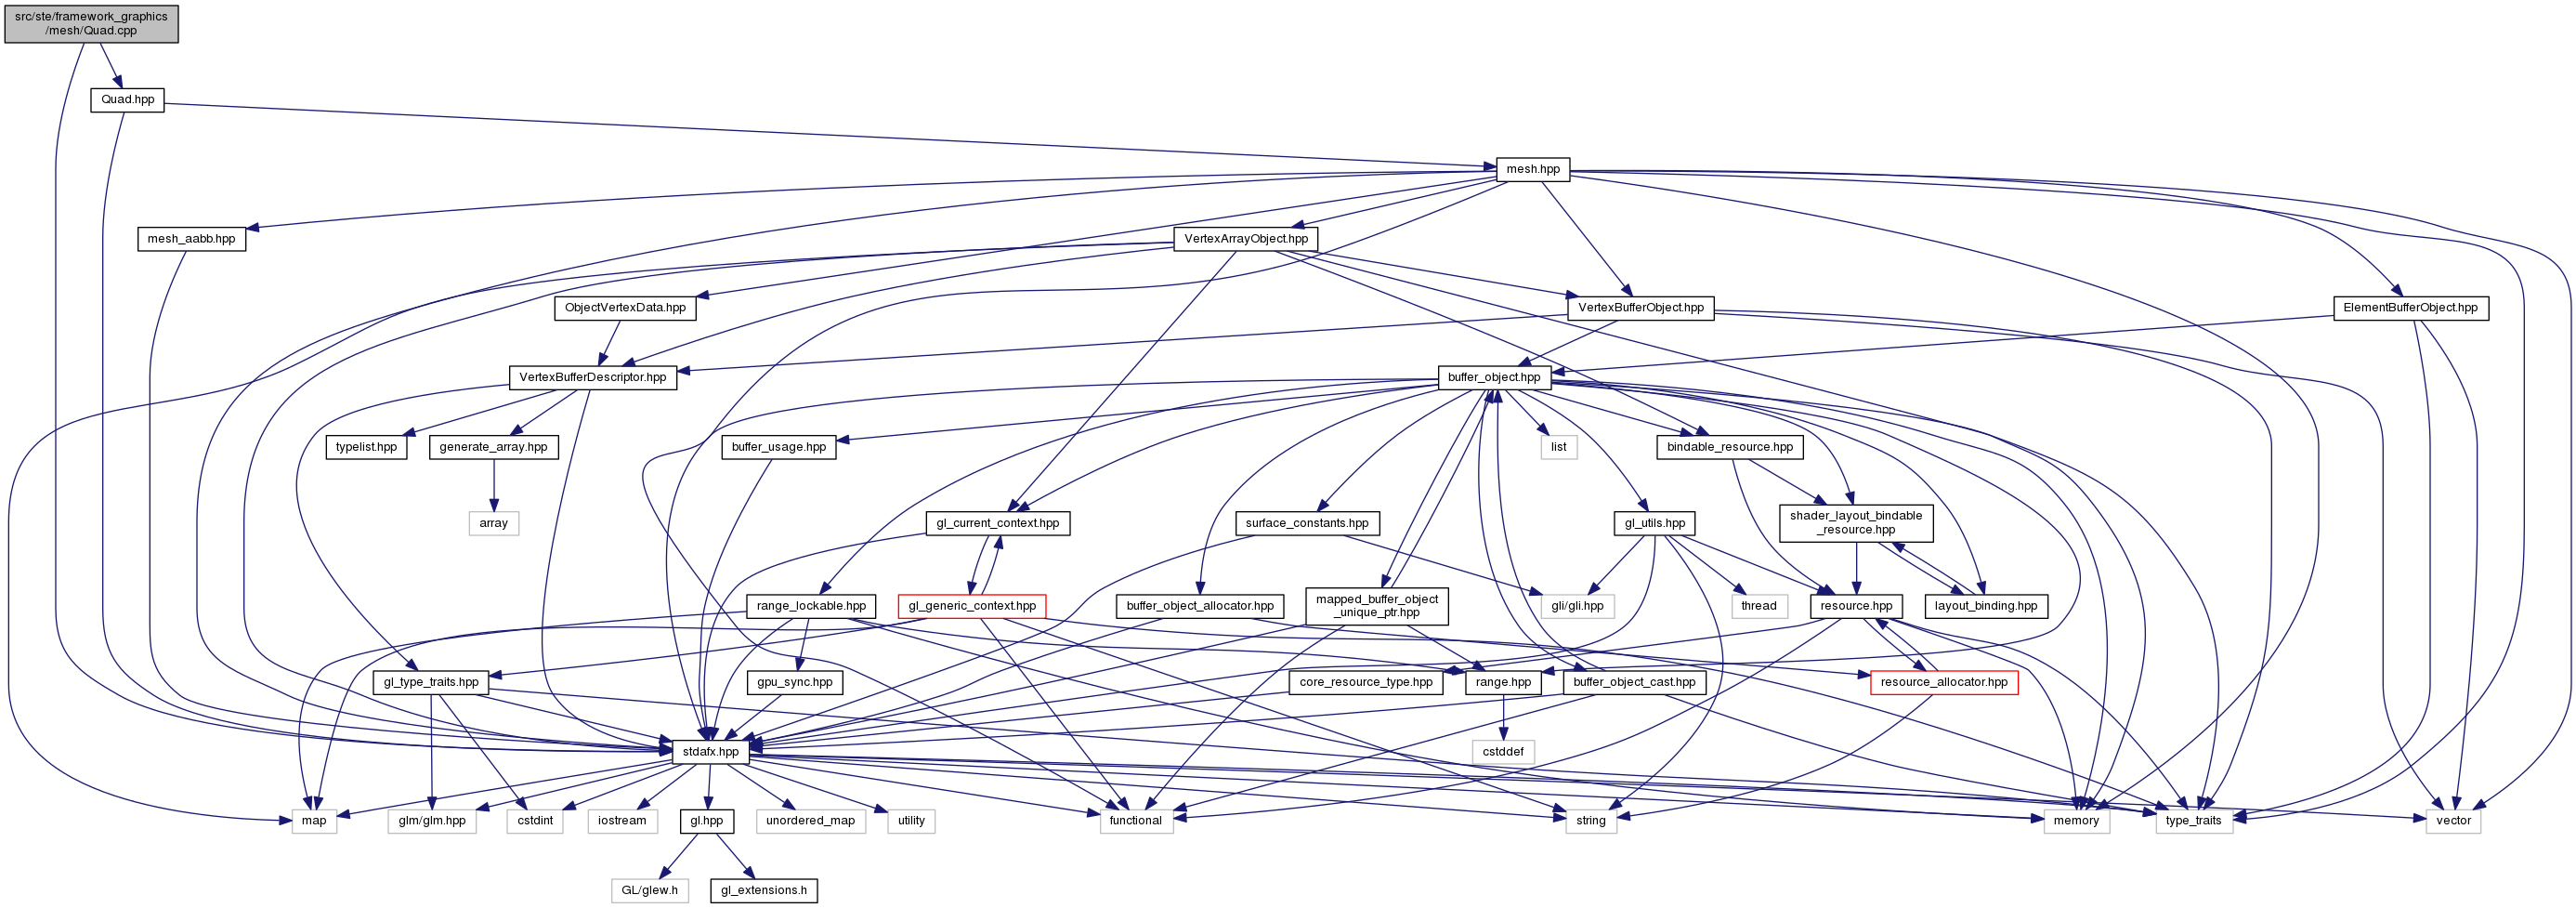 src/ste/framework_graphics
/mesh/Quad.cpp
Quad.hpp
mesh.hpp
mesh_aabb.hpp
VertexArrayObject.hpp
ObjectVertexData.hpp
VertexBufferObject.hpp
ElementBufferObject.hpp
VertexBufferDescriptor.hpp
buffer_object.hpp
typelist.hpp
generate_array.hpp
buffer_usage.hpp
list
bindable_resource.hpp
array
gl_current_context.hpp
surface_constants.hpp
gl_utils.hpp
shader_layout_bindable
_resource.hpp
range_lockable.hpp
gl_generic_context.hpp
buffer_object_allocator.hpp
mapped_buffer_object
_unique_ptr.hpp
gli/gli.hpp
thread
resource.hpp
layout_binding.hpp
gl_type_traits.hpp
gpu_sync.hpp
core_resource_type.hpp
range.hpp
buffer_object_cast.hpp
resource_allocator.hpp
stdafx.hpp
cstddef
map
glm/glm.hpp
cstdint
iostream
gl.hpp
unordered_map
utility
functional
string
memory
type_traits
vector
GL/glew.h
gl_extensions.h